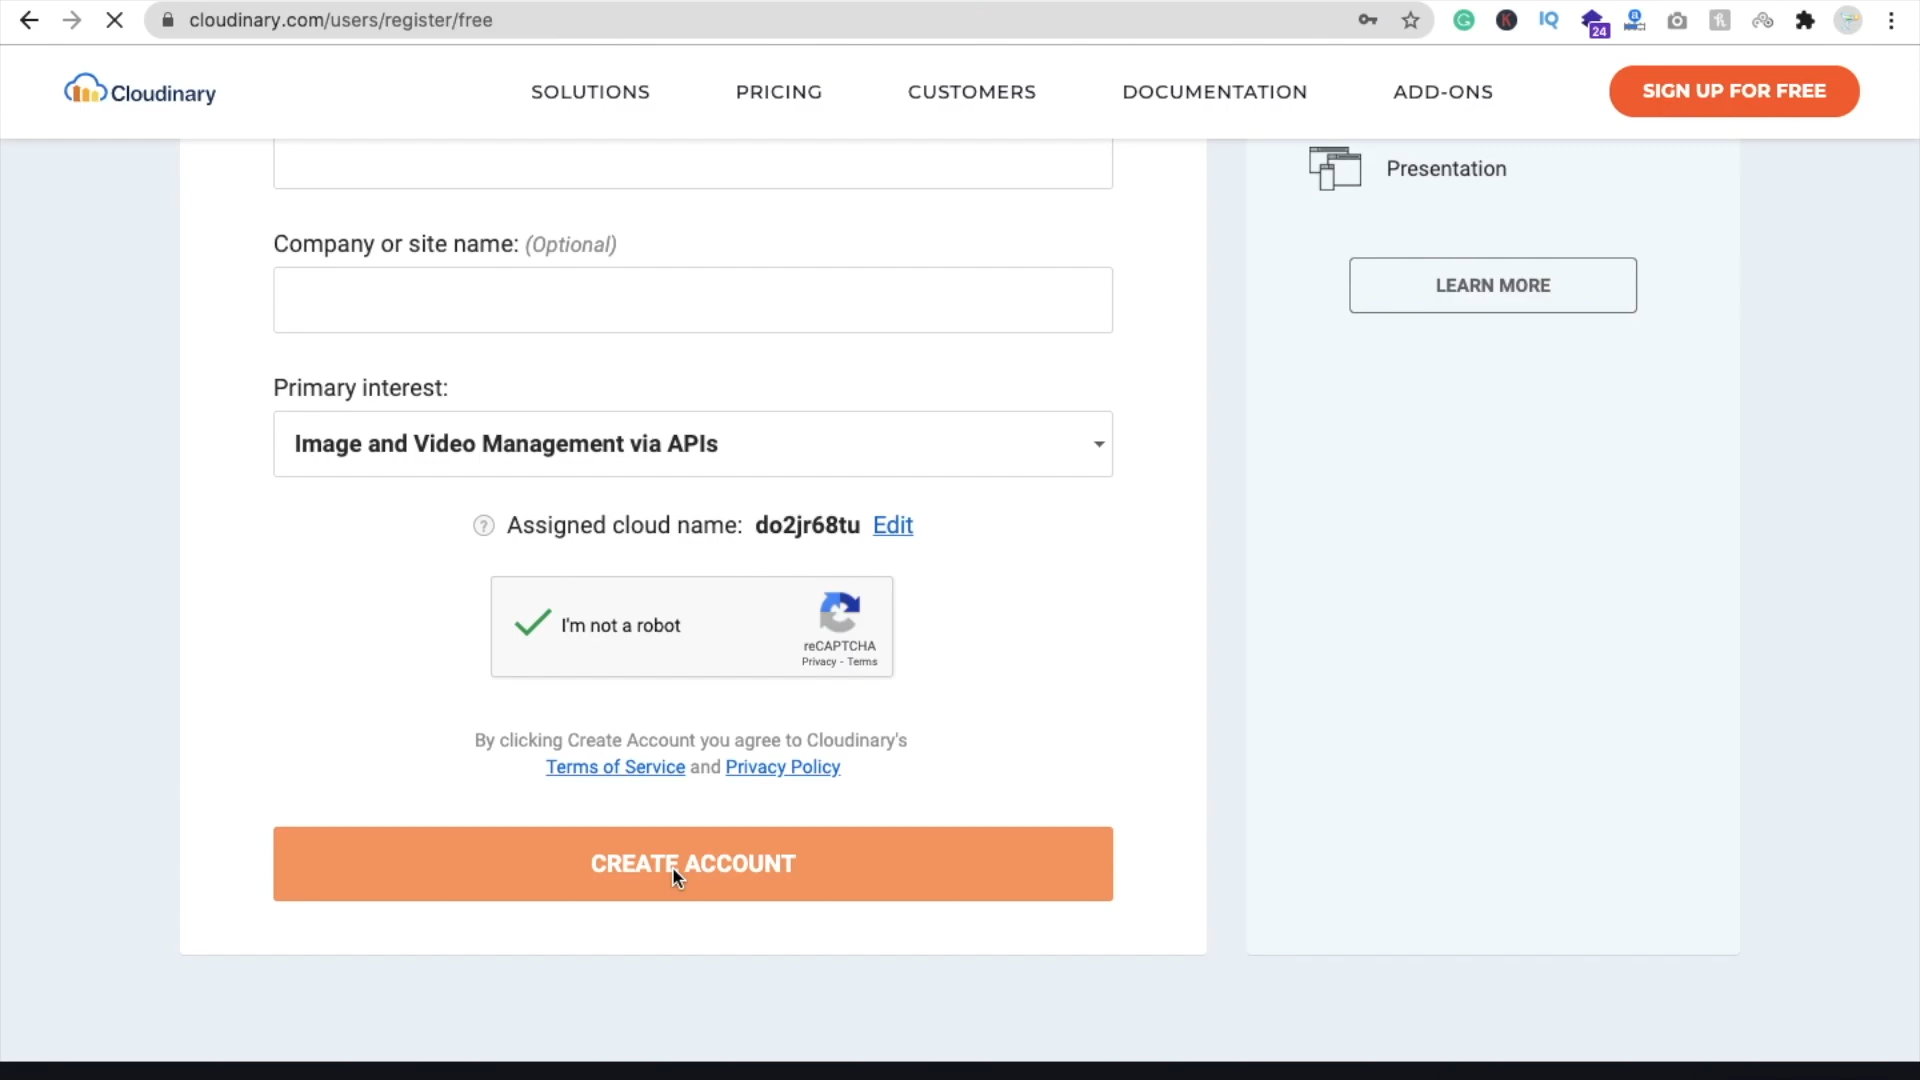 cloudinary.com/users/register/free
24
Cloudinary
SOLUTIONS
PRICING
CUSTOMERS
DOCUMENTATION
ADD-ONS
SIGN UP FOR FREE
Presentation
Company or site name: (Optional)
LEARN MORE
Primary interest:
Image and Video Management via APIs
Assigned cloud name: do2jr68tu Edit
I'm not a robot
reCAPTCHA
Privacy - Terms
By clicking Create Account you agree to Cloudinary's
Terms of Service and Privacy Policy
CREATE ACCOUNT